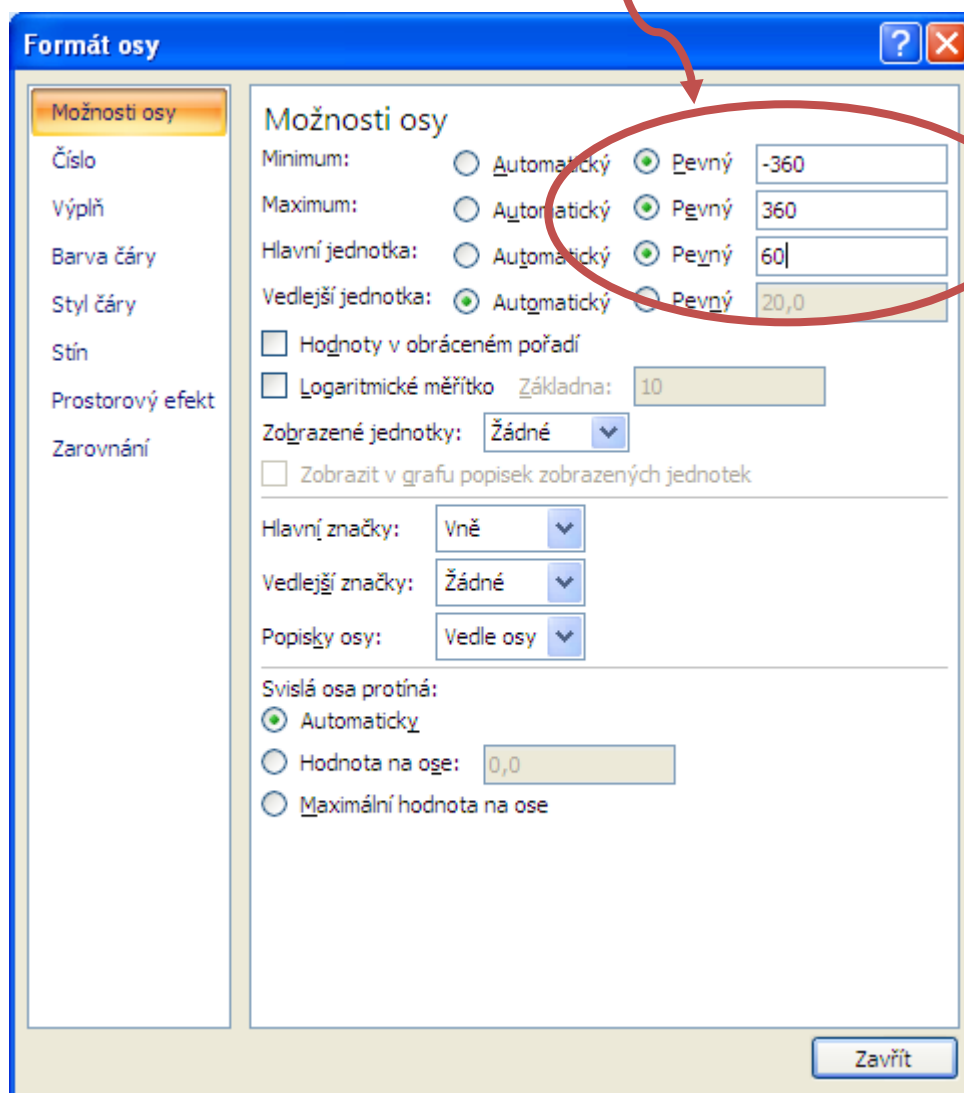 Formát osy
Možnosti osy
Číslo
Výplň
Barva čáry
Styl čáry
Stín
Prostorový efekt
Zarovnání
Možnosti osy
Minimum: Automatický Pevný -360
Maximum: Automatický Pevný 360
Hlavní jednotka: Automatický Pevný 60
Vedlejší jednotka: Automatický Pevný 20,0
Hodnoty v obráceném pořadí
Logaritmické měřítko Základna: 10
Zobrazené jednotky: Žádné
Zobrazit v grafu popisek zobrazených jednotek
Hlavní značky: Vně
Vedlejší značky: Žádné
Popisky osy: Vedle osy
Svislá osa protíná:
Automaticky
Hodnota na ose: 0,0
Maximální hodnota na ose
Zavřít